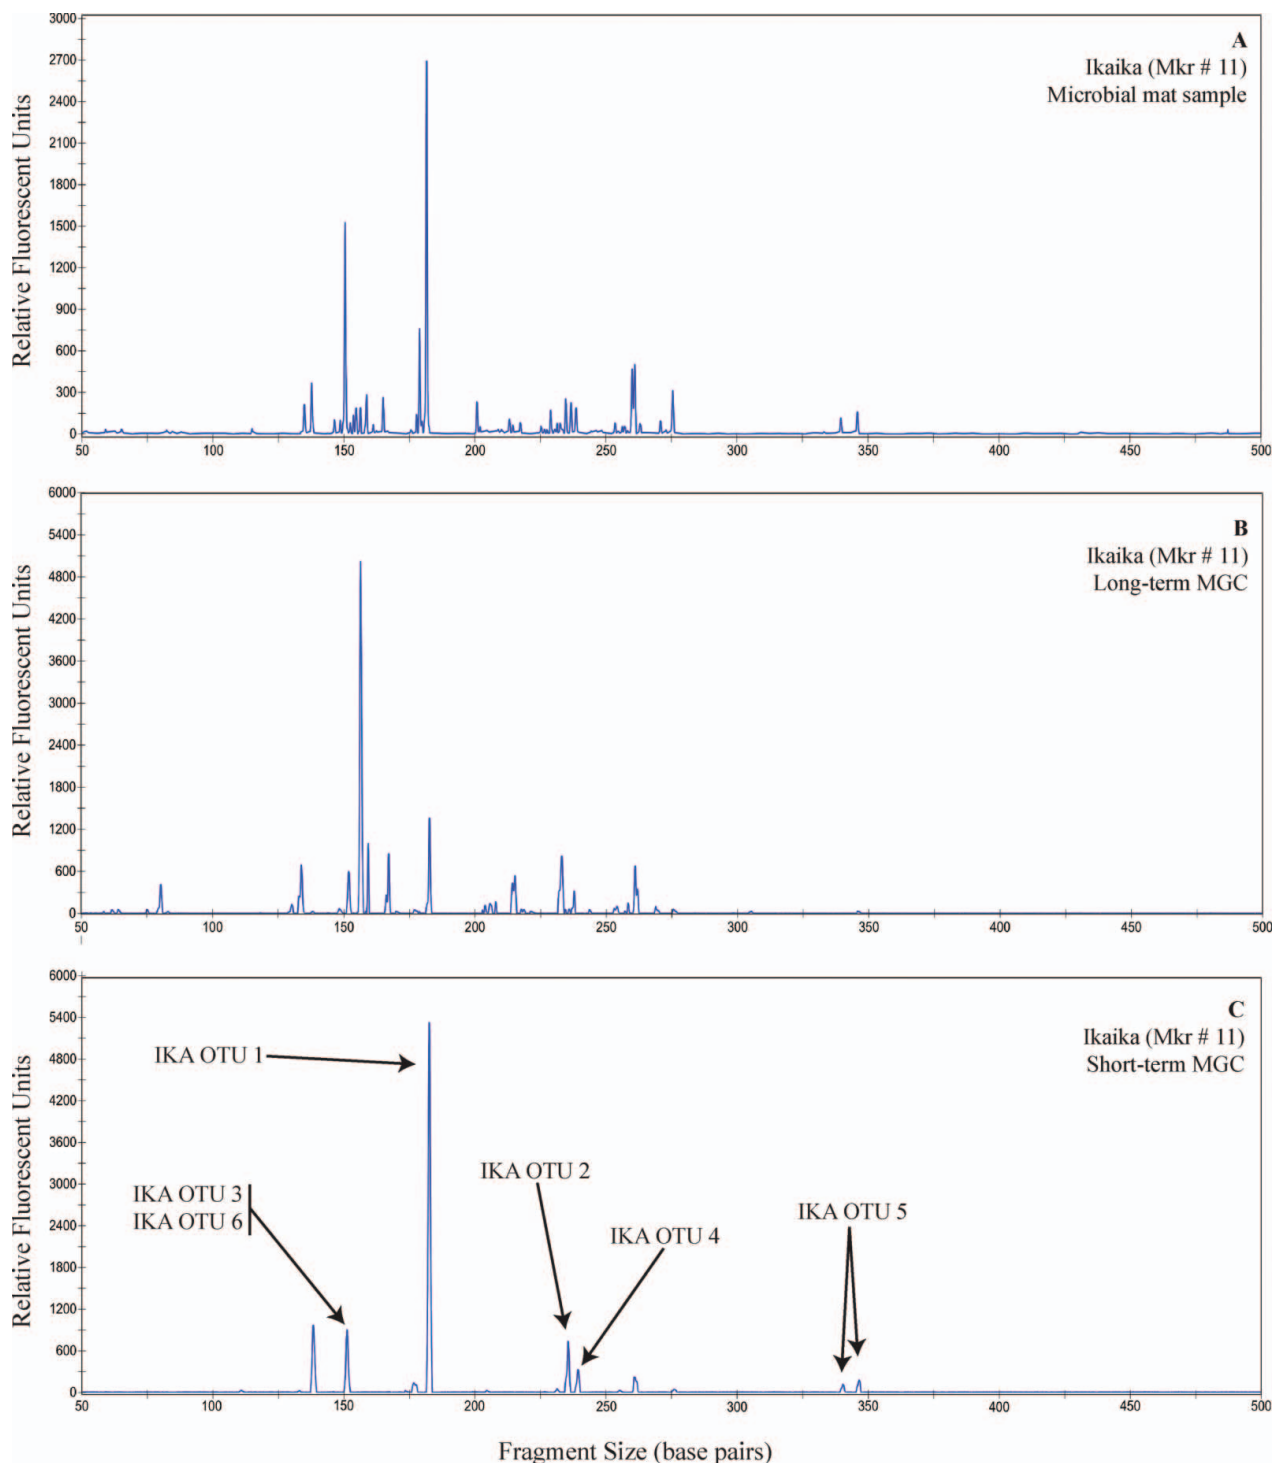 3000
2700
2400
2100
1800
1500
1200
900
600
300
0
Relative Fluorescent Units
A
Ikaika (Mkr # 11)
Microbial mat sample
50 100 150 200 250 300 350 400 450 500
6000
5400
4800
4200
3600
3000
2400
1800
1200
600
0
Relative Fluorescent Units
B
Ikaika (Mkr # 11)
Long-term MGC
50 100 150 200 250 300 350 400 450 500
6000
5400
4800
4200
3600
3000
2400
1800
1200
600
0
Relative Fluorescent Units
C
Ikaika (Mkr # 11)
Short-term MGC
IKA OTU 1
IKA OTU 3
IKA OTU 6
IKA OTU 2
IKA OTU 4
IKA OTU 5
50 100 150 200 250 300 350 400 450 500
Fragment Size (base pairs)